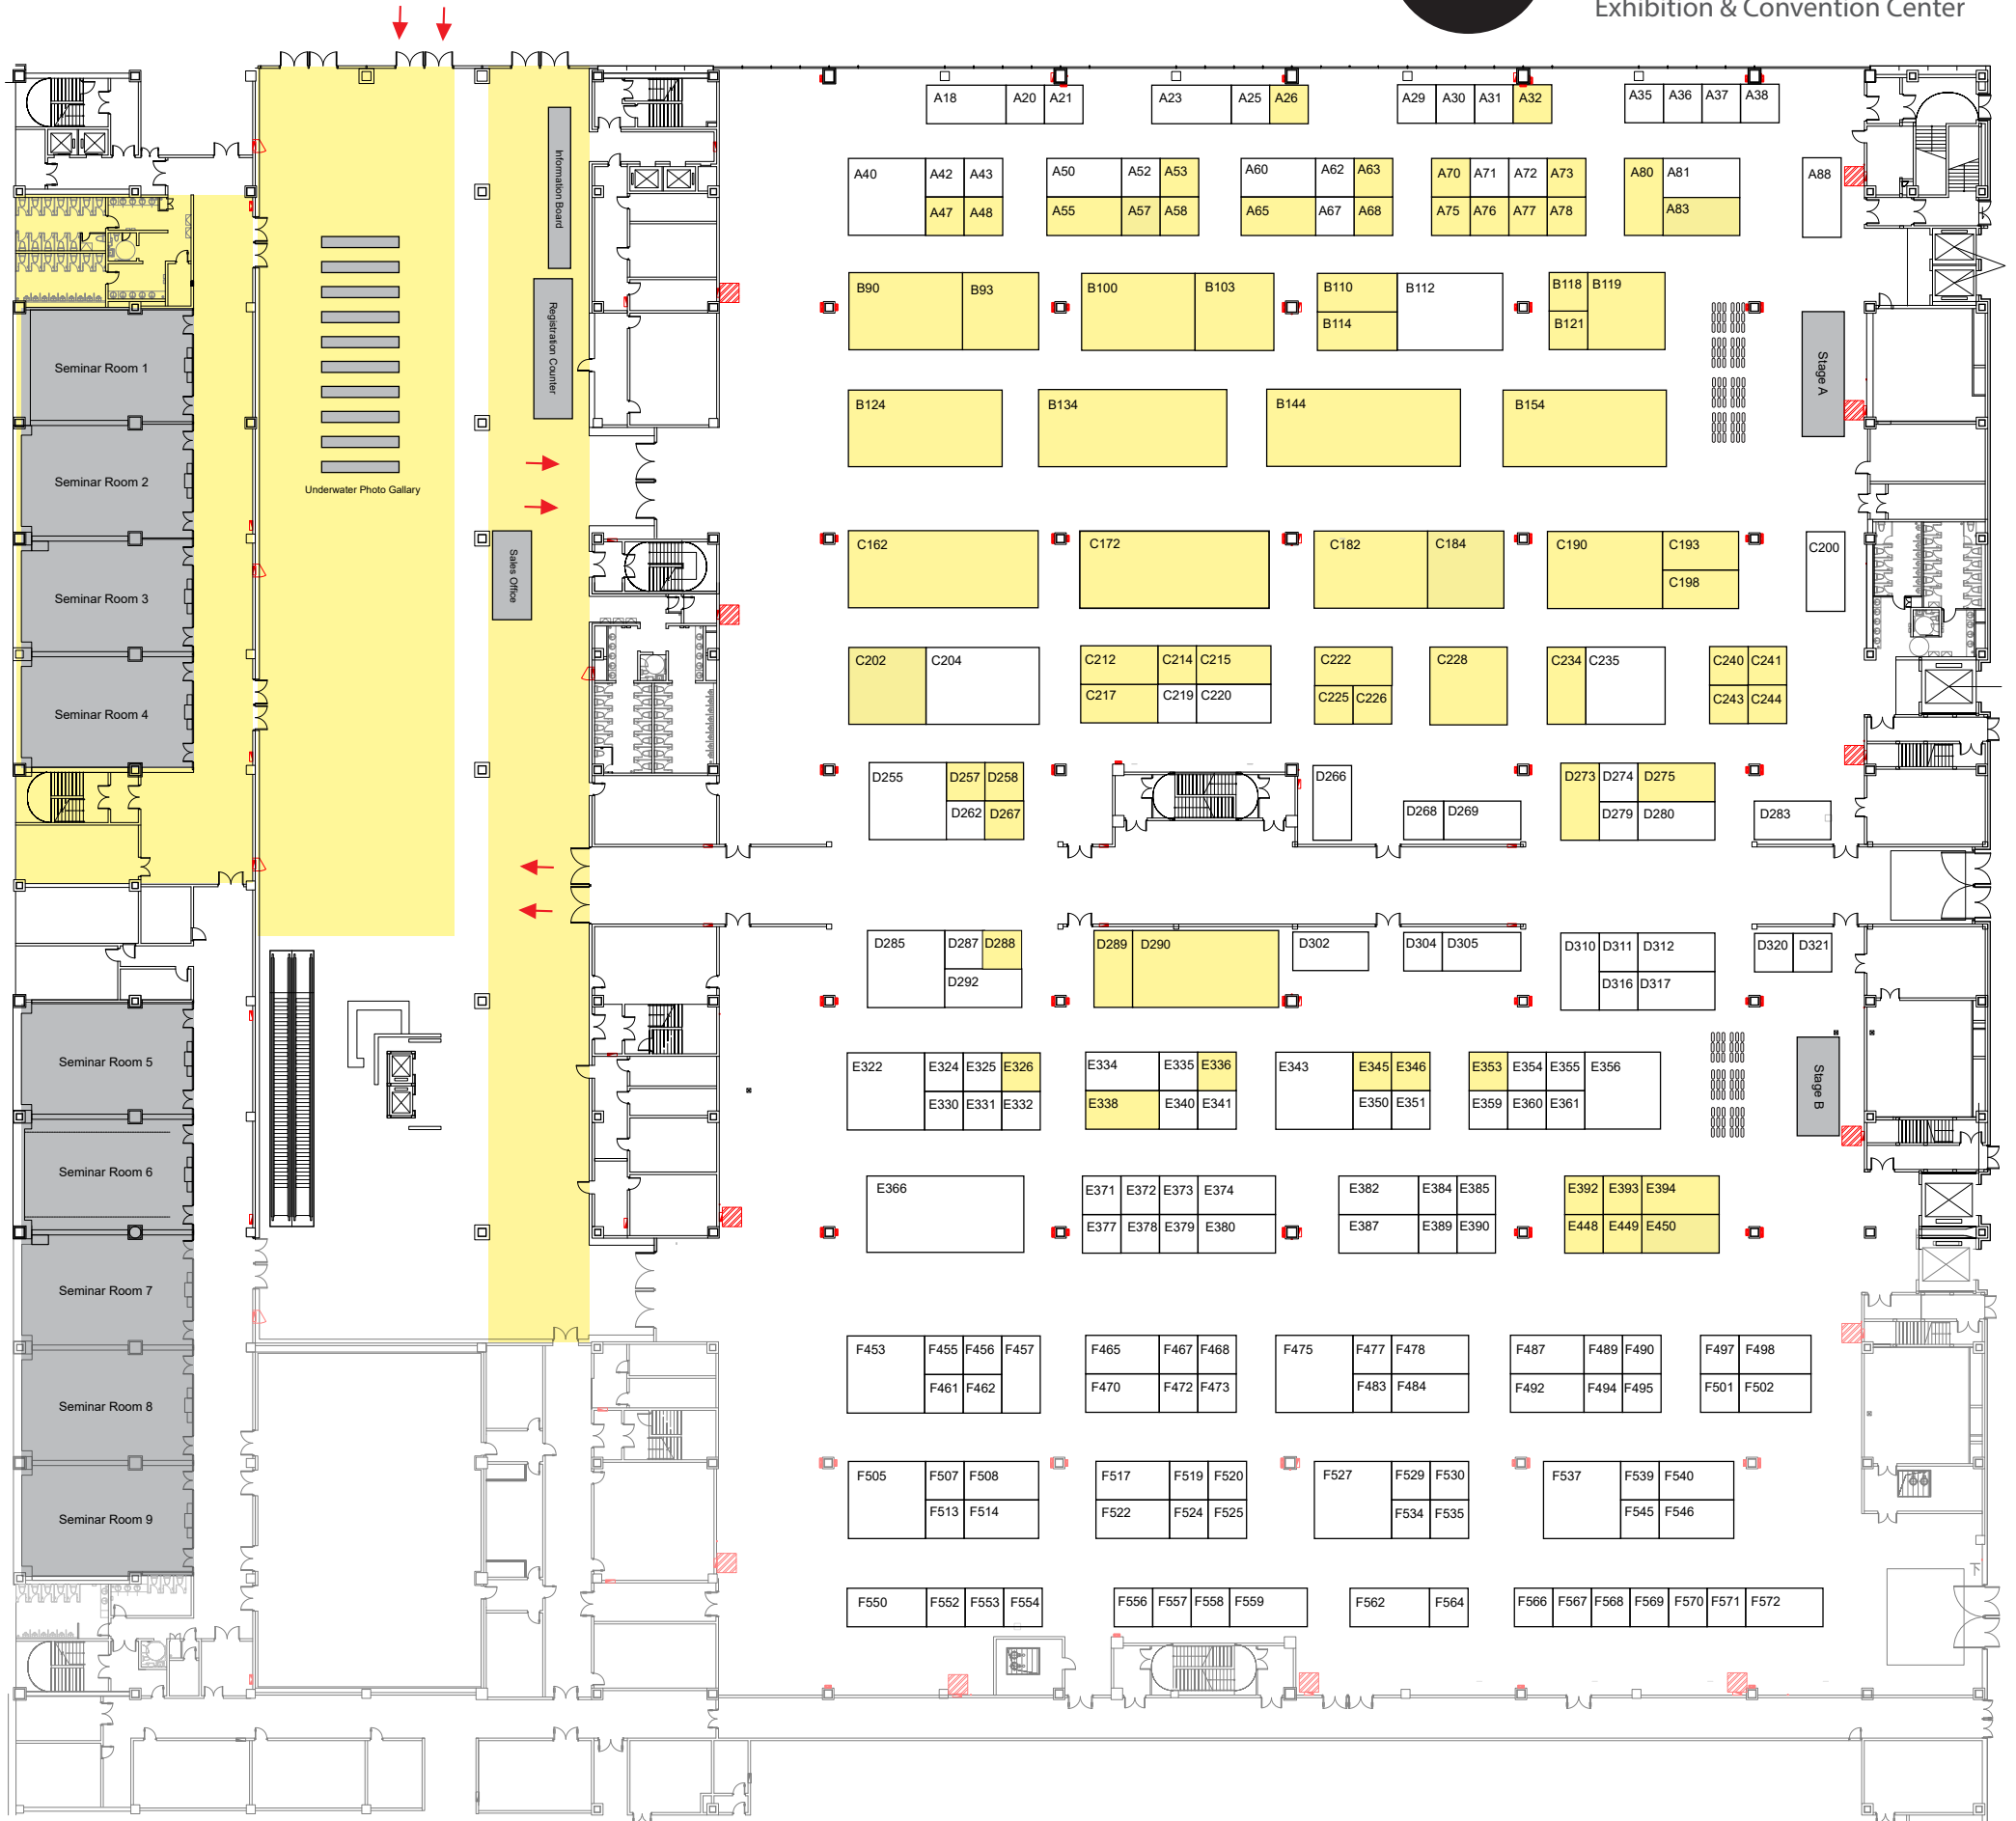 Exhibition & Convention Center
A18 A20 A21 A23 A25 A26 A29 A30 A31 A32 A35 A36 A37 A38
A40 A42 A43 A50 A52 A53 A60 A62 A63 A70 A71 A72 A73 A80 A81 A88
A47 A48 A55 A57 A58 A65 A67 A68 A75 A76 A77 A78 A83
Information Board
B90 B93 B100 B103 B110 B112 B118 B119
B114 B121
Registration Counter
Stage A
Seminar Room 1
B124 B134 B144 B154
Seminar Room 2
Underwater Photo Gallary
C162 C172 C182 C184 C190 C193 C200
C198
Sales Office
Seminar Room 3
C202 C204 C212 C214 C215 C222 C228 C234 C235 C240 C241
C217 C219 C220 C225 C226 C243 C244
Seminar Room 4
D255 D257 D258 D266 D273 D274 D275
D262 D267 D268 D269 D279 D280 D283
D285 D287 D288 D289 D290 D302 D304 D305 D310 D311 D312 D320 D321
D292 D316 D317
Seminar Room 5
E322 E324 E325 E326 E334 E335 E336 E343 E345 E346 E353 E354 E355 E356
E330 E331 E332 E338 E340 E341 E350 E351 E359 E360 E361
Stage B
Seminar Room 6
E366 E371 E372 E373 E374 E382 E384 E385 E392 E393 E394
E377 E378 E379 E380 E387 E389 E390 E448 E449 E450
Seminar Room 7
F453 F455 F456 F457 F465 F467 F468 F475 F477 F478 F487 F489 F490 F497 F498
F461 F462 F470 F472 F473 F483 F484 F492 F494 F495 F501 F502
Seminar Room 8
F505 F507 F508 F517 F519 F520 F527 F529 F530 F537 F539 F540
F513 F514 F522 F524 F525 F534 F535 F545 F546
Seminar Room 9
F550 F552 F553 F554 F556 F557 F558 F559 F562 F564 F566 F567 F568 F569 F570 F571 F572